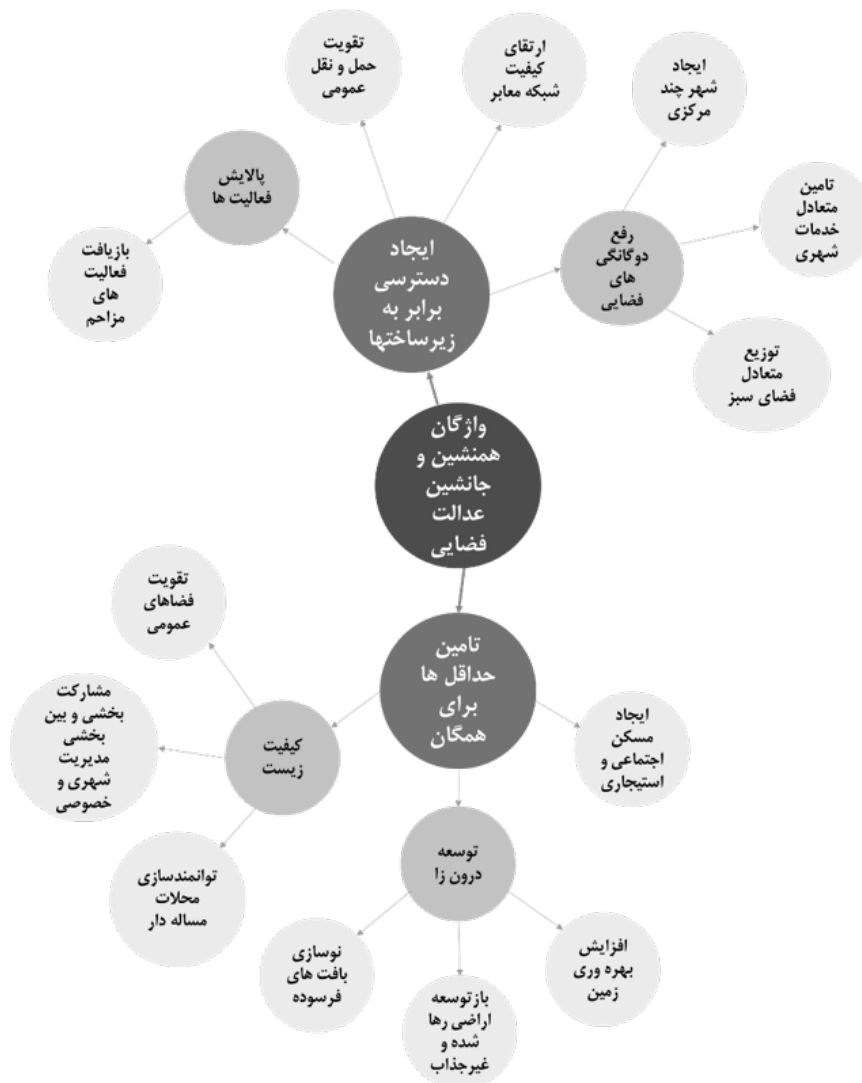 تقویت
حمل و نقل
عمومی
ارتقای
کیفیت
شبکه معابر
ایجاد
شهر چند
مرکزی
پالایش
فعالیت ها
تامین
متعادل
خدمات
شهری
بازیافت
فعالیت
های
مزاحم
ایجاد
دسترسی
برابر به
زیرساختها
رفع
دوگانگی
های
فضایی
توزیع
متعادل
فضای سبز
واژگان
همنشین و
جانشین
عدالت
فضایی
تقویت
فضاهای
عمومی
تامین
حداقل ها
برای
همگان
مشارکت
بخشی و بین
بخشی
مدیریت
شهری و
خصوصی
کیفیت
زیست
ایجاد
مسکن
اجتماعی و
استیجاری
توانمندسازی
محلات
مساله دار
توسعه
درون زا
نوسازی
بافت های
فرسوده
بازتوسعه
اراضی رها
شده و
غیرجذاب
افزایش
بهره وری
زمین